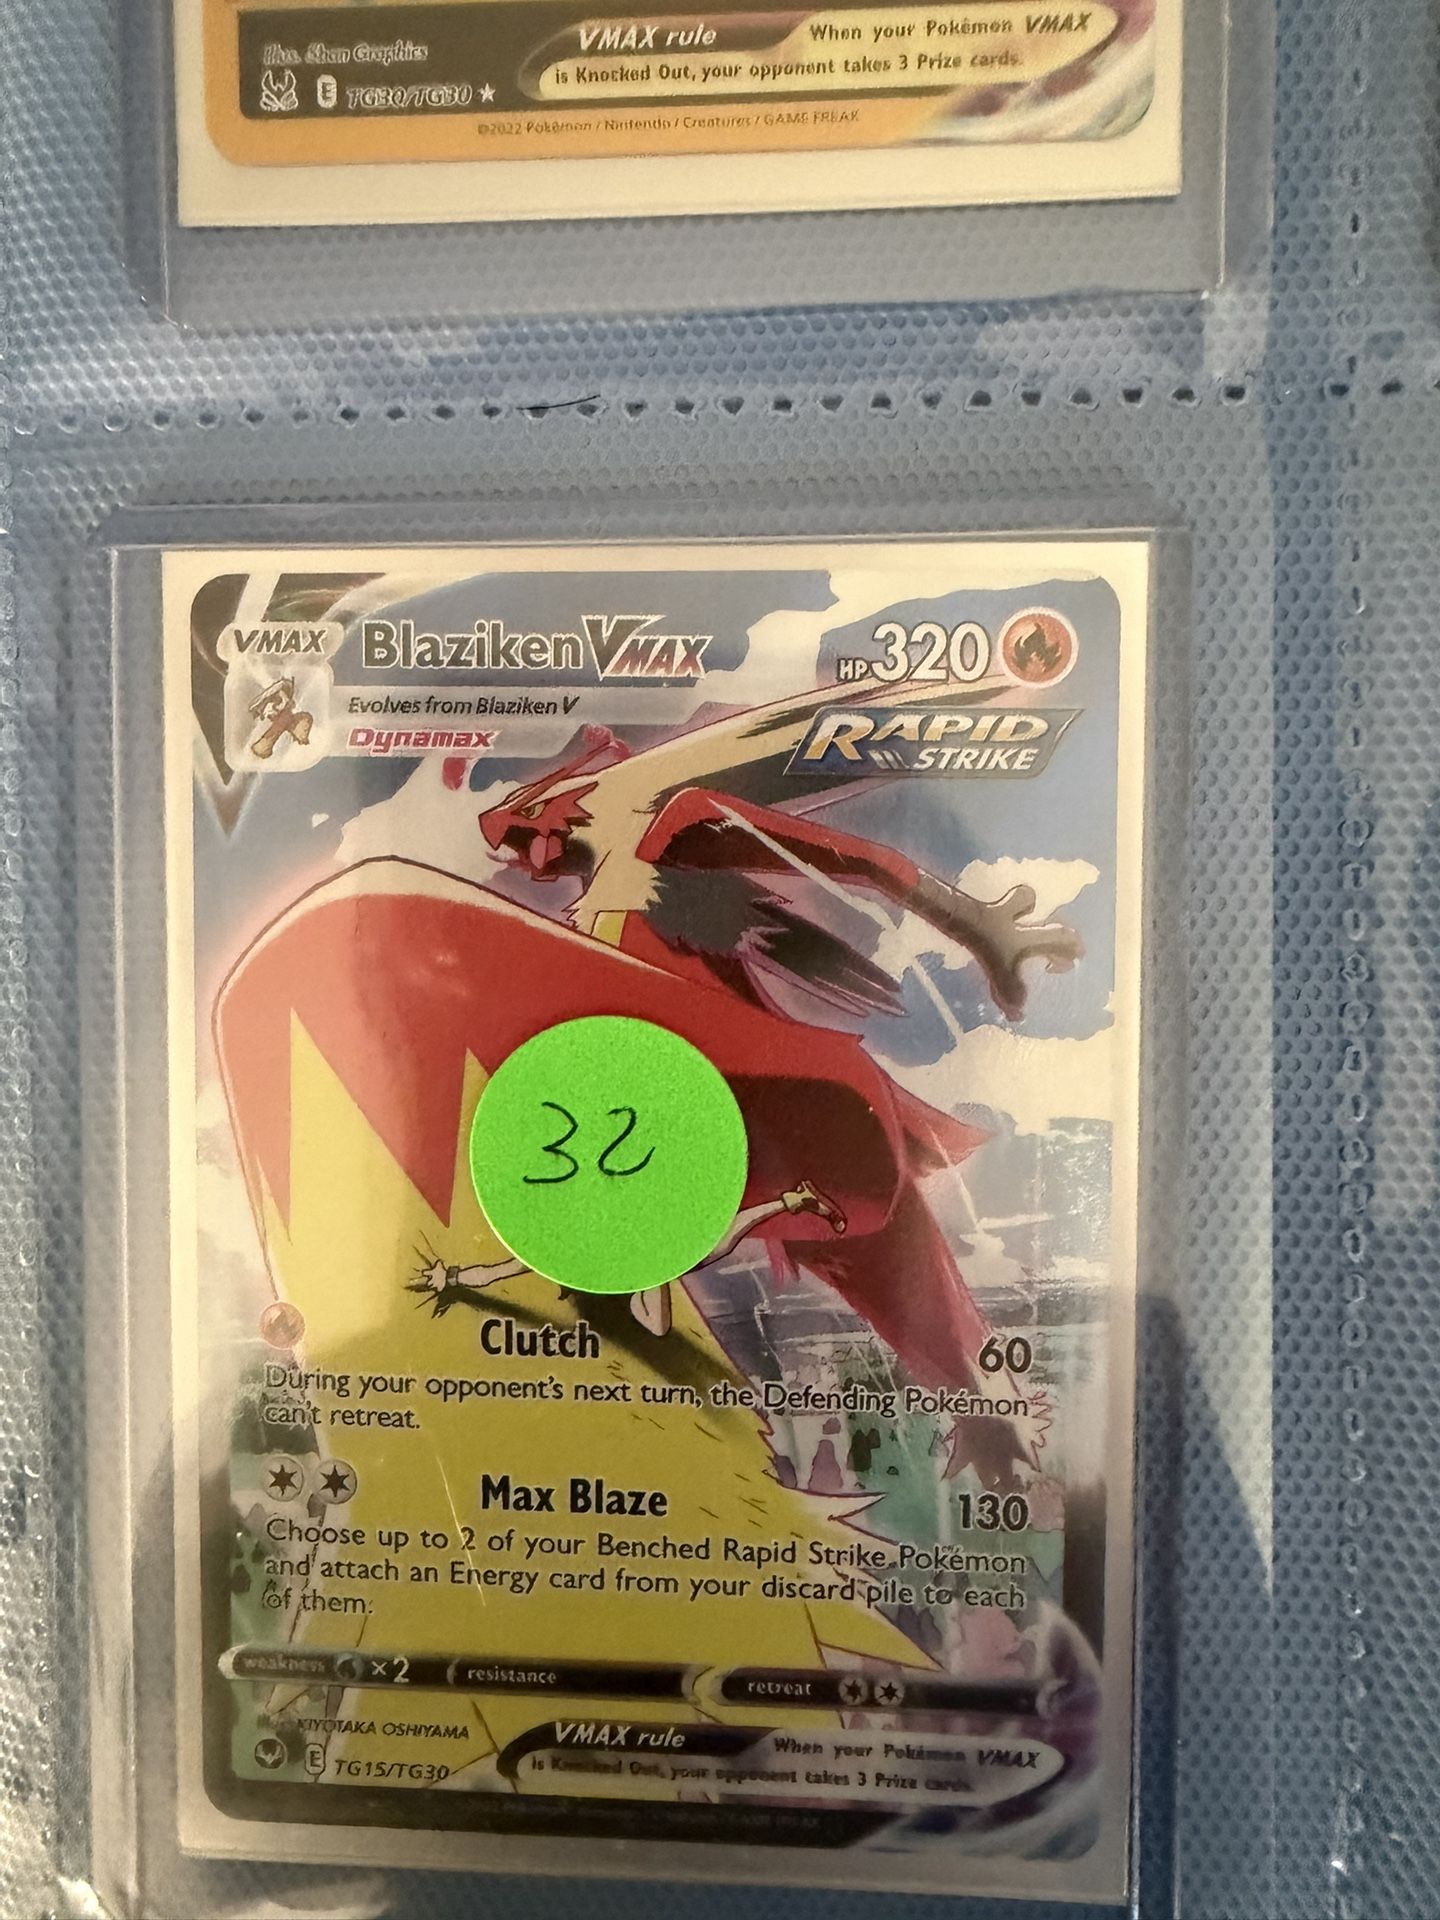 Illus. Shan Graphics
VMAX rule When your Pokémon VMAX
is Knocked Out, your opponent takes 3 Prize cards.
E TG30/TG30 ★
©2022 Pokémon / Nintendo / Creatures / GAME FREAK
VMAX Blaziken VMAX HP 320
Evolves from Blaziken V
Dynamax
RAPID
STRIKE
32
Clutch 60
During your opponent's next turn, the Defending Pokémon
can't retreat.
Max Blaze 130
Choose up to 2 of your Benched Rapid Strike Pokémon
and attach an Energy card from your discard pile to each
of them.
weakness ×2 resistance retreat
KIYOTAKA OSHIYAMA
E TG15/TG30
VMAX rule When your Pokémon VMAX
is Knocked Out, your opponent takes 3 Prize cards.